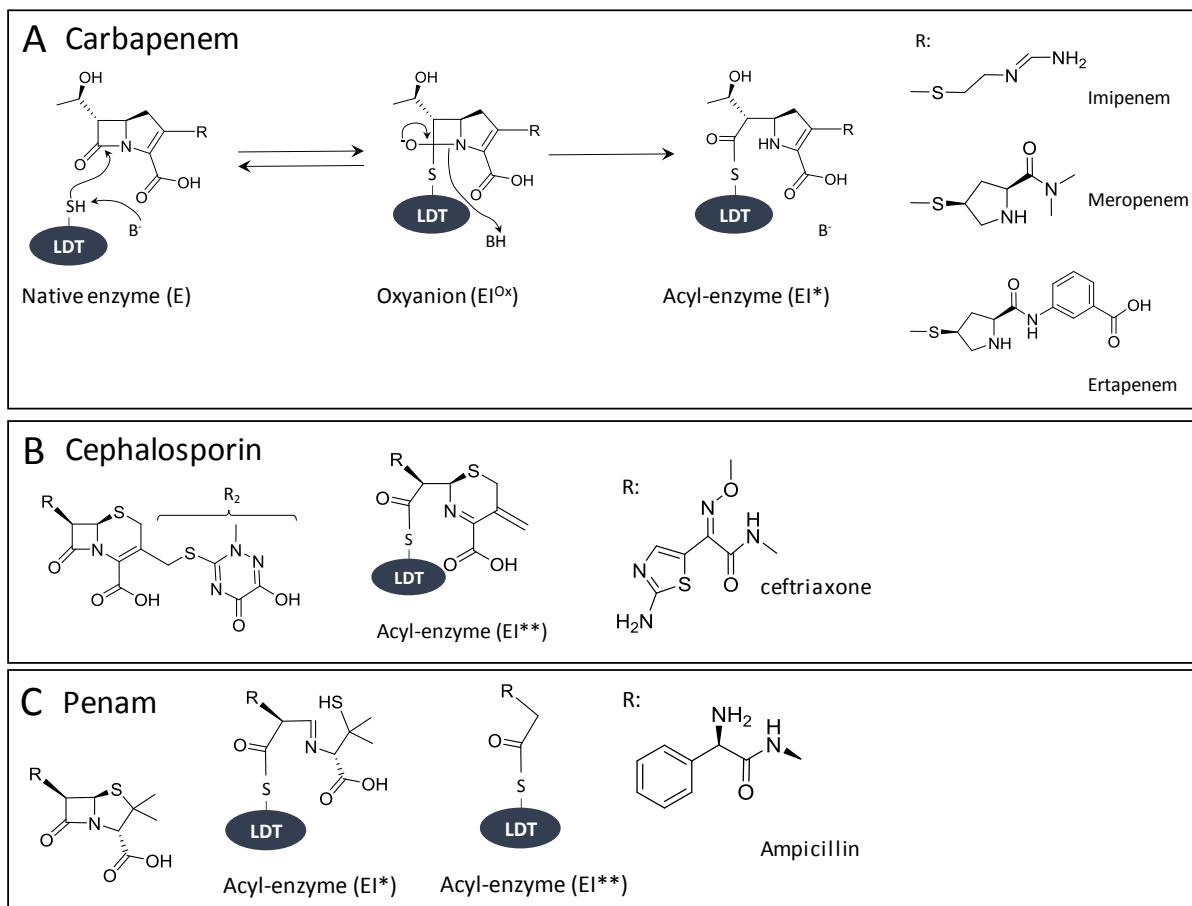 A Carbapenem
R:
OH
R
O
N
OH
O
SH
B-
LDT
Native enzyme (E)
OH
R
-O
N
OH
O
S
LDT
BH
Oxyanion (EI^Ox)
OH
R
O
HN
OH
O
S
LDT
B-
Acyl-enzyme (EI*)
S
N
NH2
Imipenem
O
S
N
NH
Meropenem
O
S
N
H
NH
OH
O
Ertapenem
B Cephalosporin
R2
R
S
O
N
S
N
N
N
OH
O
OH
O
R
S
O
N
S
OH
O
LDT
Acyl-enzyme (EI**)
R:
O
N
H
N
N
O
S
H2N
ceftriaxone
C Penam
R
S
O
N
O
OH
R
HS
O
N
OH
O
S
LDT
Acyl-enzyme (EI*)
R
O
S
LDT
Acyl-enzyme (EI**)
R:
NH2
H
N
O
Ampicillin